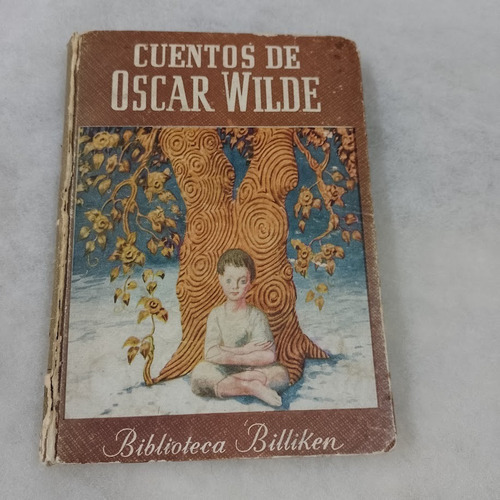 CUENTOS DE
OSCAR WILDE
Biblioteca Billiken